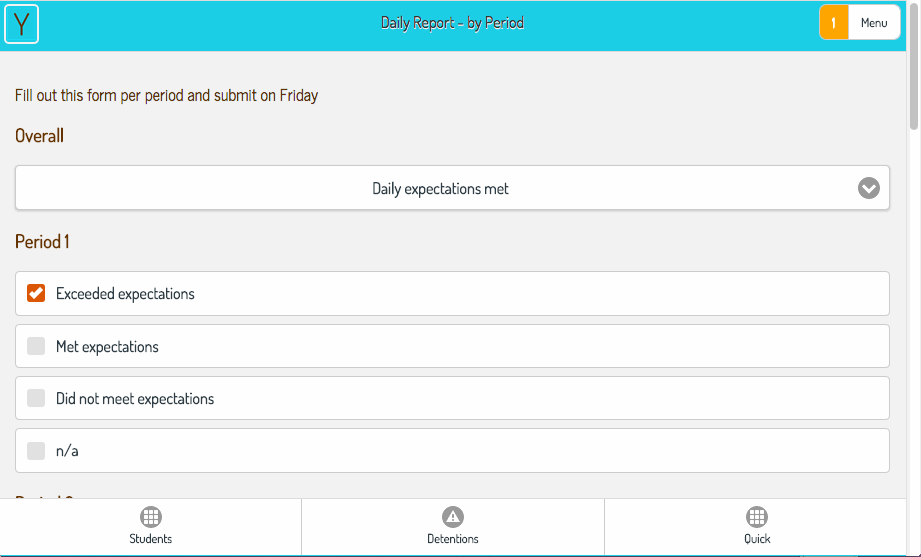 Y
Daily Report - by Period
1
Menu
Fill out this form per period and submit on Friday
Overall
Daily expectations met
Period 1
Exceeded expectations
Met expectations
Did not meet expectations
n/a
Students
Detentions
Quick